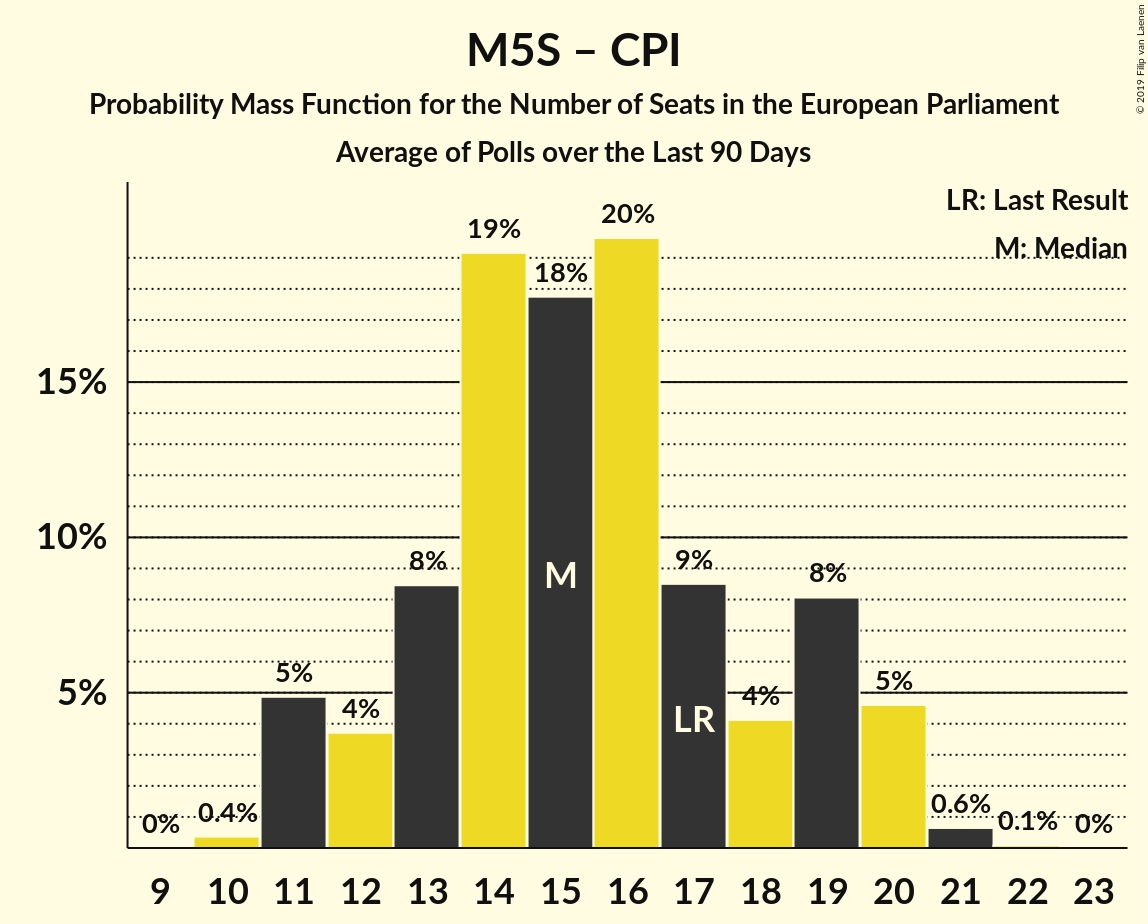 © 2019 Filip van Laenen
M5S – CPI
Probability Mass Function for the Number of Seats in the European Parliament
Average of Polls over the Last 90 Days
LR: Last Result
M: Median
20%
19%
18%
15%
10%
8%
9%
8%
M
5%
5%
5%
4%
4%
LR
0%
0.4%
0.6%
0.1%
0%
9 10 11 12 13 14 15 16 17 18 19 20 21 22 23